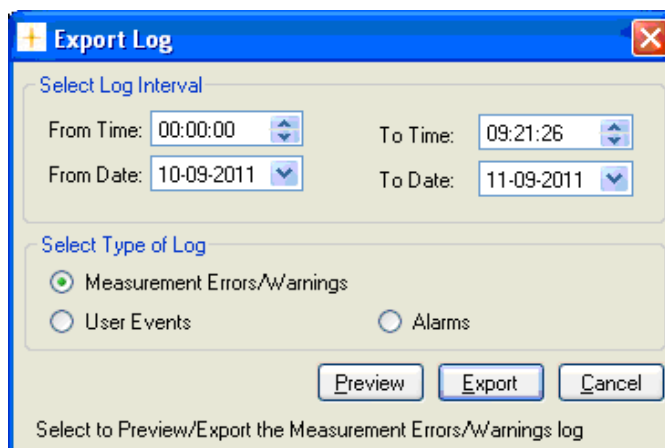 Export Log
Select Log Interval
From Time: 00:00:00 To Time: 09:21:26
From Date: 10-09-2011 To Date: 11-09-2011
Select Type of Log
Measurement Errors/Warnings
User Events Alarms
Preview Export Cancel
Select to Preview/Export the Measurement Errors/Warnings log